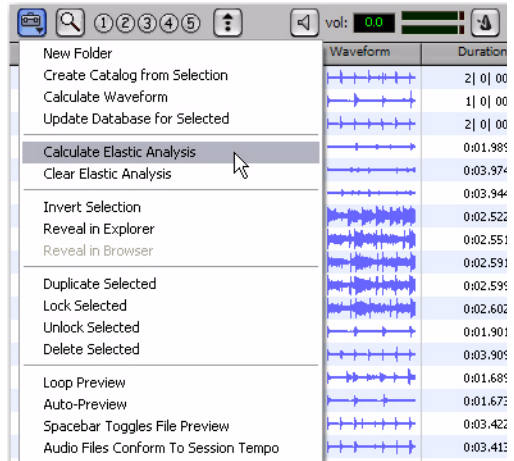 1 2 3 4 5 vol: 0.0
Waveform Duration
New Folder
Create Catalog from Selection
Calculate Waveform
Update Database for Selected
Calculate Elastic Analysis
Clear Elastic Analysis
Invert Selection
Reveal in Explorer
Reveal in Browser
Duplicate Selected
Lock Selected
Unlock Selected
Delete Selected
Loop Preview
Auto-Preview
Spacebar Toggles File Preview
Audio Files Conform To Session Tempo
2| 0| 00
1| 0| 00
2| 0| 00
0:01.989
0:03.974
0:03.944
0:02.522
0:02.551
0:02.591
0:02.599
0:02.602
0:01.901
0:03.909
0:01.689
0:01.673
0:03.422
0:03.413